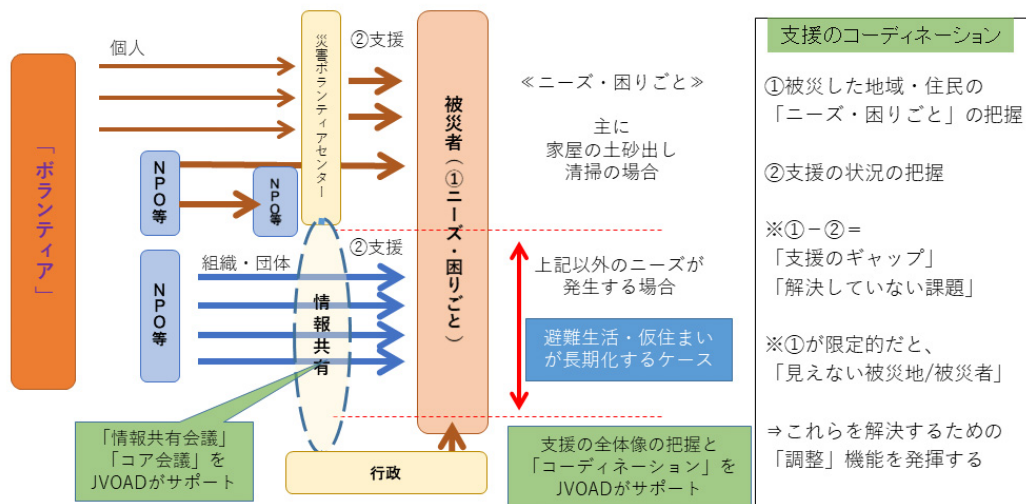 「ボランティア」
個人
NPO等
NPO等
組織・団体
NPO等
災害ボランティアセンター
情報共有
②支援
②支援
被災者(①ニーズ・困りごと)
行政
「情報共有会議」
「コア会議」を
JVOADがサポート
≪ニーズ・困りごと≫
主に
家屋の土砂出し
清掃の場合
上記以外のニーズが
発生する場合
避難生活・仮住まい
が長期化するケース
支援の全体像の把握と
「コーディネーション」を
JVOADがサポート
支援のコーディネーション
①被災した地域・住民の
「ニーズ・困りごと」の把握
②支援の状況の把握
※①－②＝
「支援のギャップ」
「解決していない課題」
※①が限定的だと、
「見えない被災地/被災者」
⇒これらを解決するための
「調整」機能を発揮する